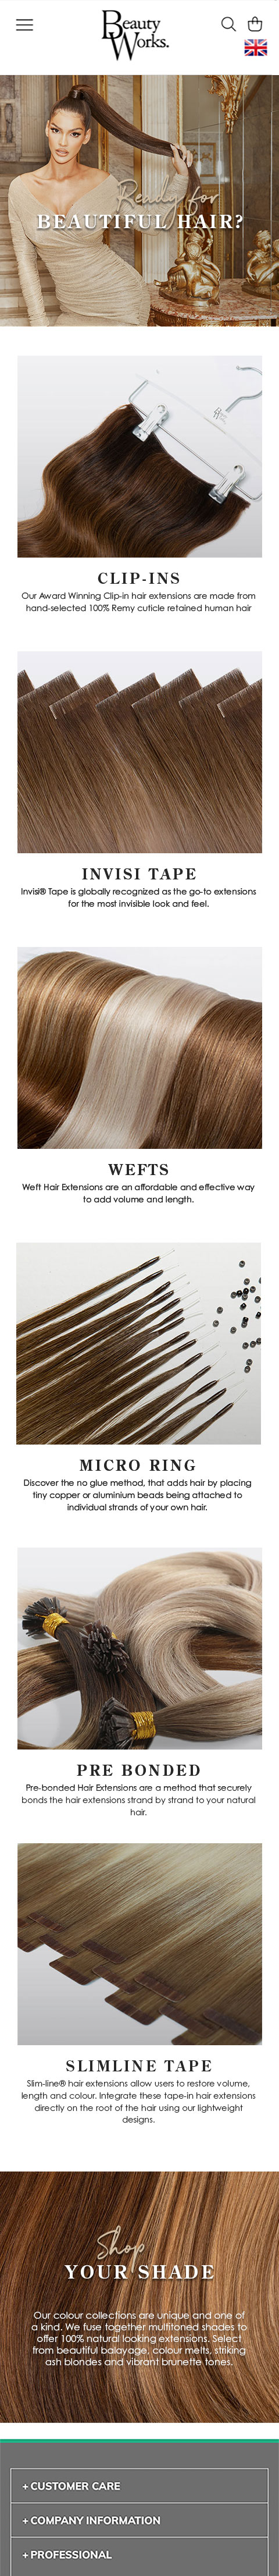 Beauty
Works.
Ready for
BEAUTIFUL HAIR?
CLIP-INS
Our Award Winning Clip-in hair extensions are made from
hand-selected 100% Remy cuticle retained human hair
INVISI TAPE
Invisi® Tape is globally recognized as the go-to extensions
for the most invisible look and feel.
WEFTS
Weft Hair Extensions are an affordable and effective way
to add volume and length.
MICRO RING
Discover the no glue method, that adds hair by placing
tiny copper or aluminium beads being attached to
individual strands of your own hair.
PRE BONDED
Pre-bonded Hair Extensions are a method that securely
bonds the hair extensions strand by strand to your natural
hair.
SLIMLINE TAPE
Slim-line® hair extensions allow users to restore volume,
length and colour. Integrate these tape-in hair extensions
directly on the root of the hair using our lightweight
designs.
Shop
YOUR SHADE
Our colour collections are unique and one of
a kind. We fuse together multitoned shades to
offer 100% natural looking extensions. Select
from beautiful balayage, colour melts, striking
ash blondes and vibrant brunette tones.
+ CUSTOMER CARE
+ COMPANY INFORMATION
+ PROFESSIONAL